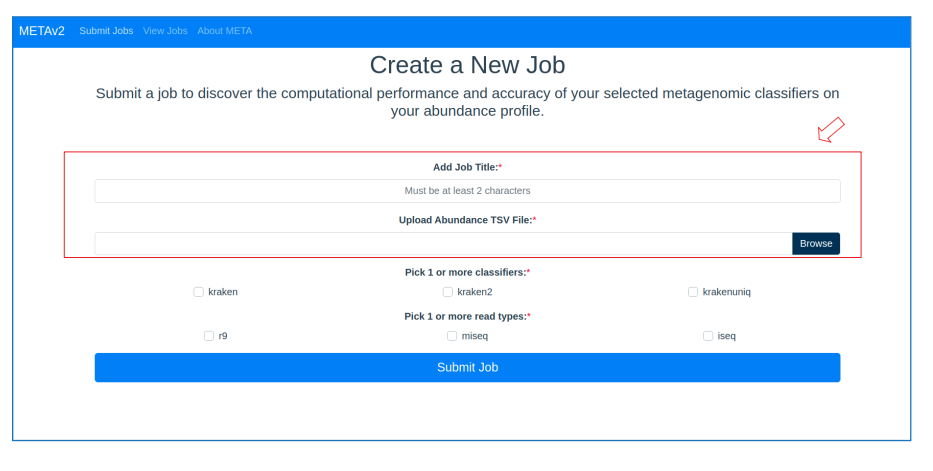 METAv2 Submit Jobs View Jobs About META
Create a New Job
Submit a job to discover the computational performance and accuracy of your selected metagenomic classifiers on
your abundance profile.
Add Job Title:*
Must be at least 2 characters
Upload Abundance TSV File:*
Browse
Pick 1 or more classifiers:*
kraken kraken2 krakenuniq
Pick 1 or more read types:*
r9 miseq iseq
Submit Job